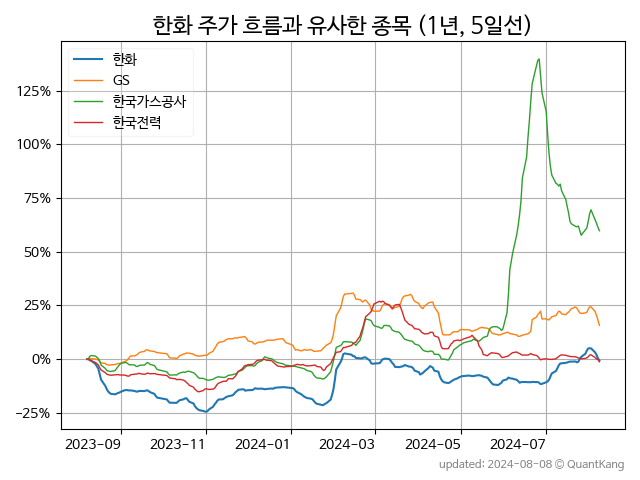 한화 주가 흐름과 유사한 종목 (1년, 5일선)
한화
GS
한국가스공사
한국전력
125%
100%
75%
50%
25%
0%
−25%
2023-09
2023-11
2024-01
2024-03
2024-05
2024-07
updated: 2024-08-08 © QuantKang